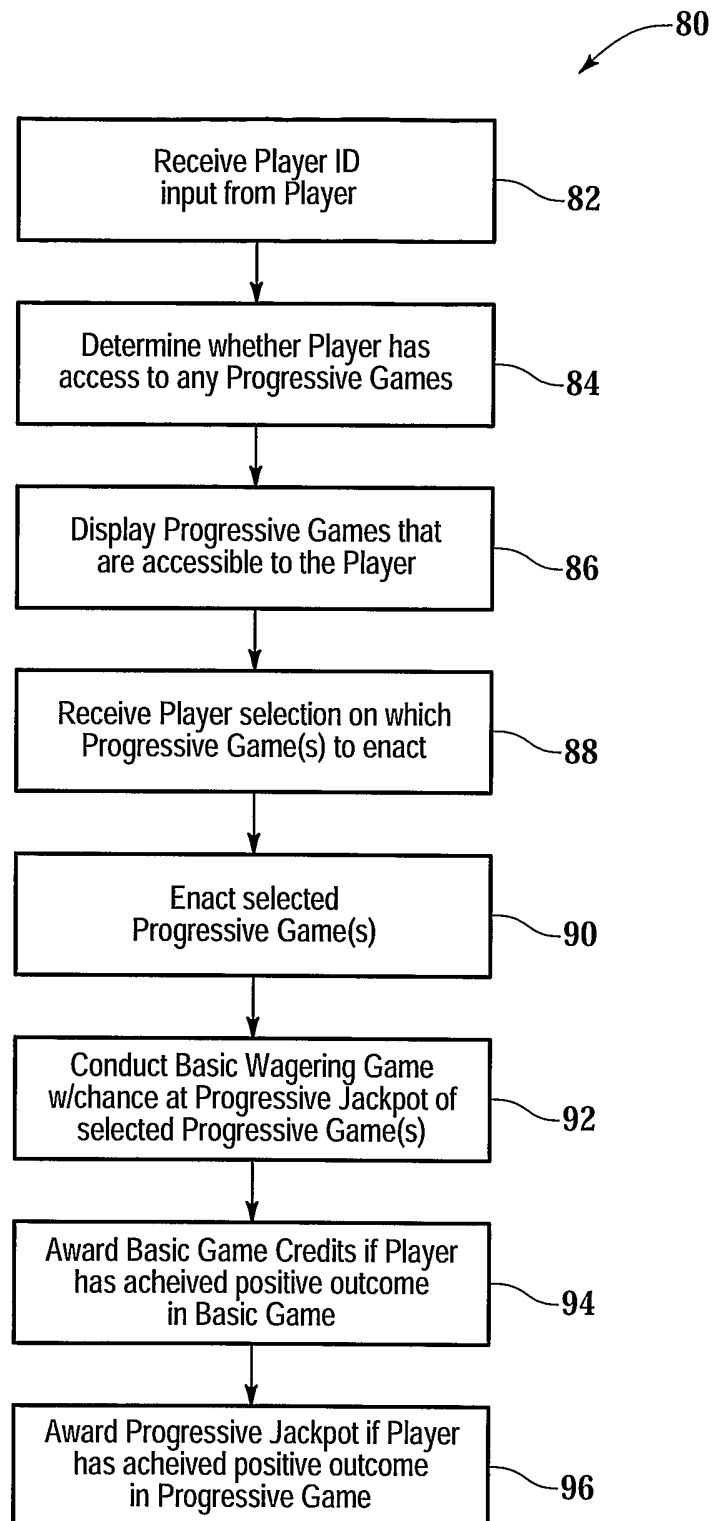 80
Receive Player ID
input from Player
82
Determine whether Player has
access to any Progressive Games
84
Display Progressive Games that
are accessible to the Player
86
Receive Player selection on which
Progressive Game(s) to enact
88
Enact selected
Progressive Game(s)
90
Conduct Basic Wagering Game
w/chance at Progressive Jackpot of
selected Progressive Game(s)
92
Award Basic Game Credits if Player
has acheived positive outcome
in Basic Game
94
Award Progressive Jackpot if Player
has acheived positive outcome
in Progressive Game
96